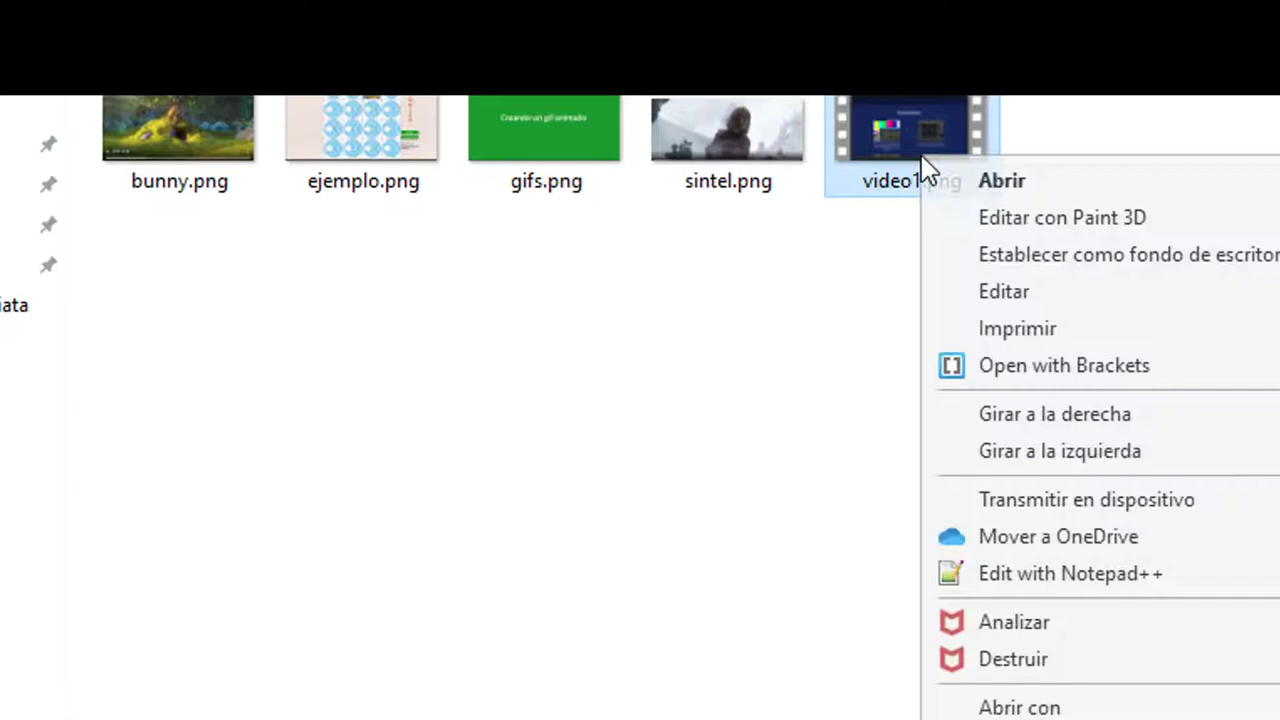 Creando un gif animado
bunny.png
ejemplo.png
gifs.png
sintel.png
video1.png
iata
Abrir
Editar con Paint 3D
Establecer como fondo de escritor
Editar
Imprimir
Open with Brackets
Girar a la derecha
Girar a la izquierda
Transmitir en dispositivo
Mover a OneDrive
Edit with Notepad++
Analizar
Destruir
Abrir con